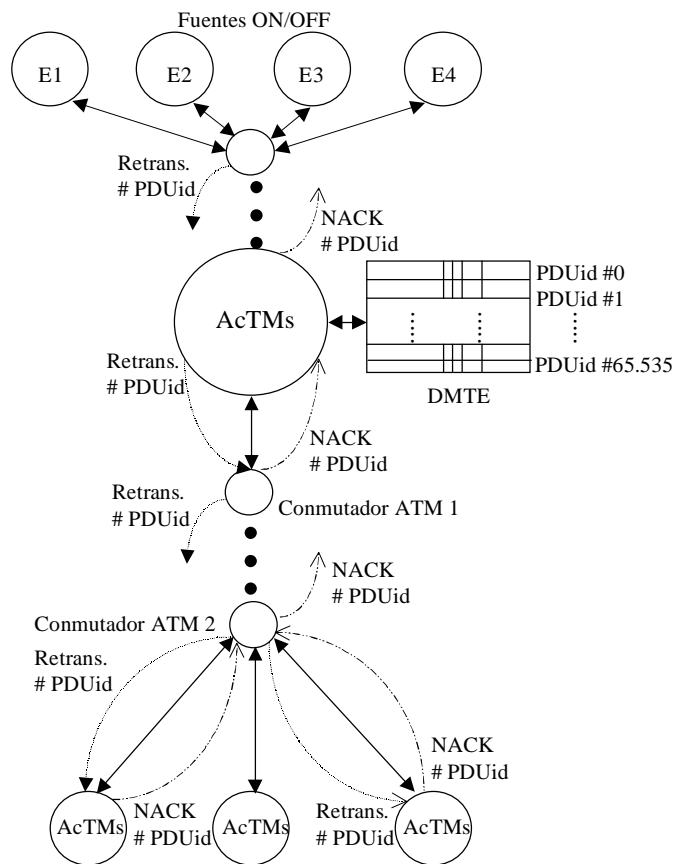 Fuentes ON/OFF
E1
E2
E3
E4
Retrans.
# PDUid
NACK
# PDUid
AcTMs
PDUid #0
PDUid #1
PDUid #65.535
DMTE
Retrans.
# PDUid
NACK
# PDUid
Retrans.
# PDUid
Conmutador ATM 1
NACK
# PDUid
Conmutador ATM 2
Retrans.
# PDUid
NACK
# PDUid
AcTMs
NACK
# PDUid
AcTMs
Retrans.
# PDUid
AcTMs